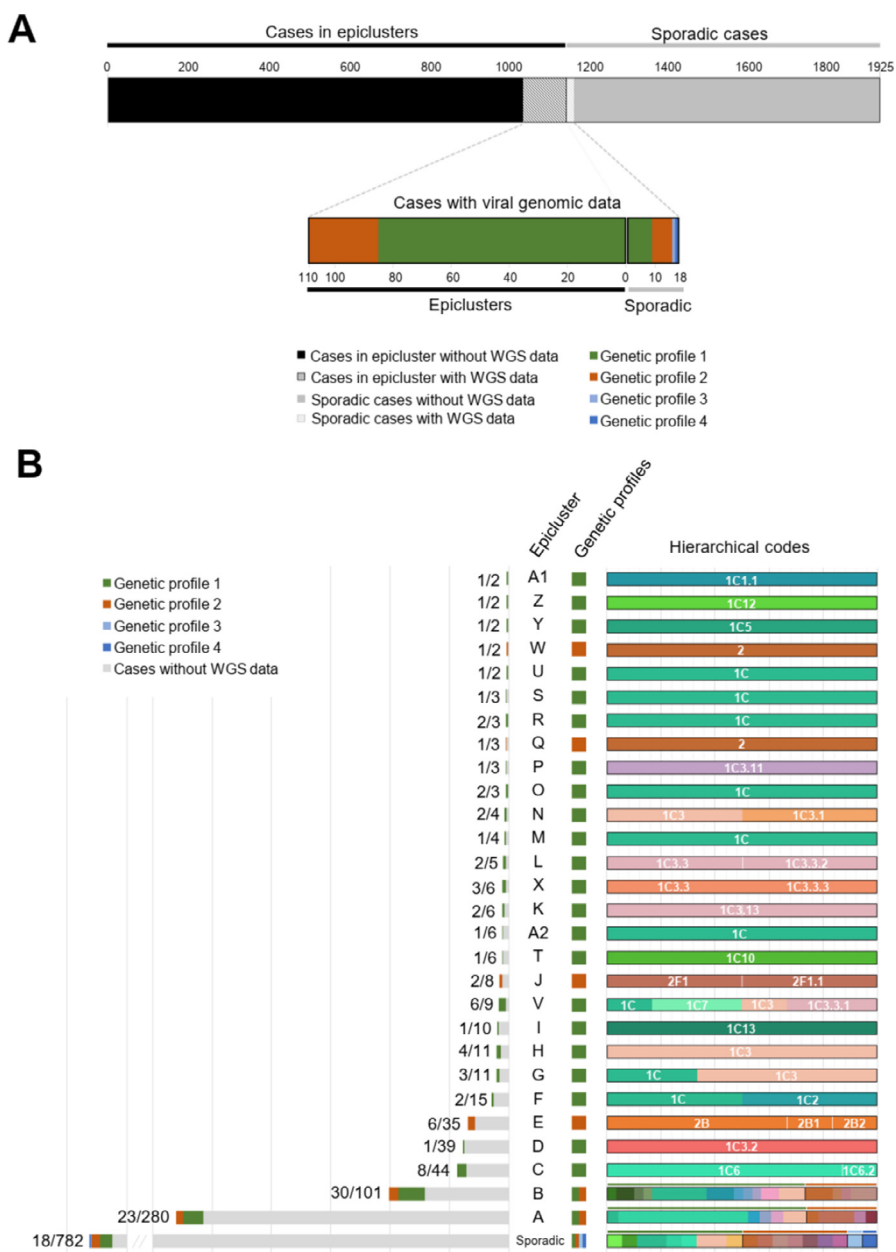 A
Cases in epiclusters Sporadic cases
0 200 400 600 800 1000 1200 1400 1600 1800 1925
Cases with viral genomic data
110 100 80 60 40 20 0 10 18
Epiclusters Sporadic
Cases in epicluster without WGS data Genetic profile 1
Cases in epicluster with WGS data Genetic profile 2
Sporadic cases without WGS data Genetic profile 3
Sporadic cases with WGS data Genetic profile 4
B
Epicluster
Genetic profiles
Hierarchical codes
Genetic profile 1
Genetic profile 2
Genetic profile 3
Genetic profile 4
Cases without WGS data
1/2 A1 1C1.1
1/2 Z 1C12
1/2 Y 1C5
1/2 W 2
1/2 U 1C
1/3 S 1C
2/3 R 1C
1/3 Q 2
1/3 P 1C3.11
2/3 O 1C
2/4 N 1C3 1C3.1
1/4 M 1C
2/5 L 1C3.3 1C3.3.2
3/6 X 1C3.3 1C3.3.3
2/6 K 1C3.13
1/6 A2 1C
1/6 T 1C10
2/8 J 2F1 2F1.1
6/9 V 1C 1C7 1C3 1C3.3.1
1/10 I 1C13
4/11 H 1C3
3/11 G 1C 1C3
2/15 F 1C 1C2
6/35 E 2B 2B1 2B2
1/39 D 1C3.2
8/44 C 1C6 1C6.2
30/101 B
23/280 A
18/782 // Sporadic